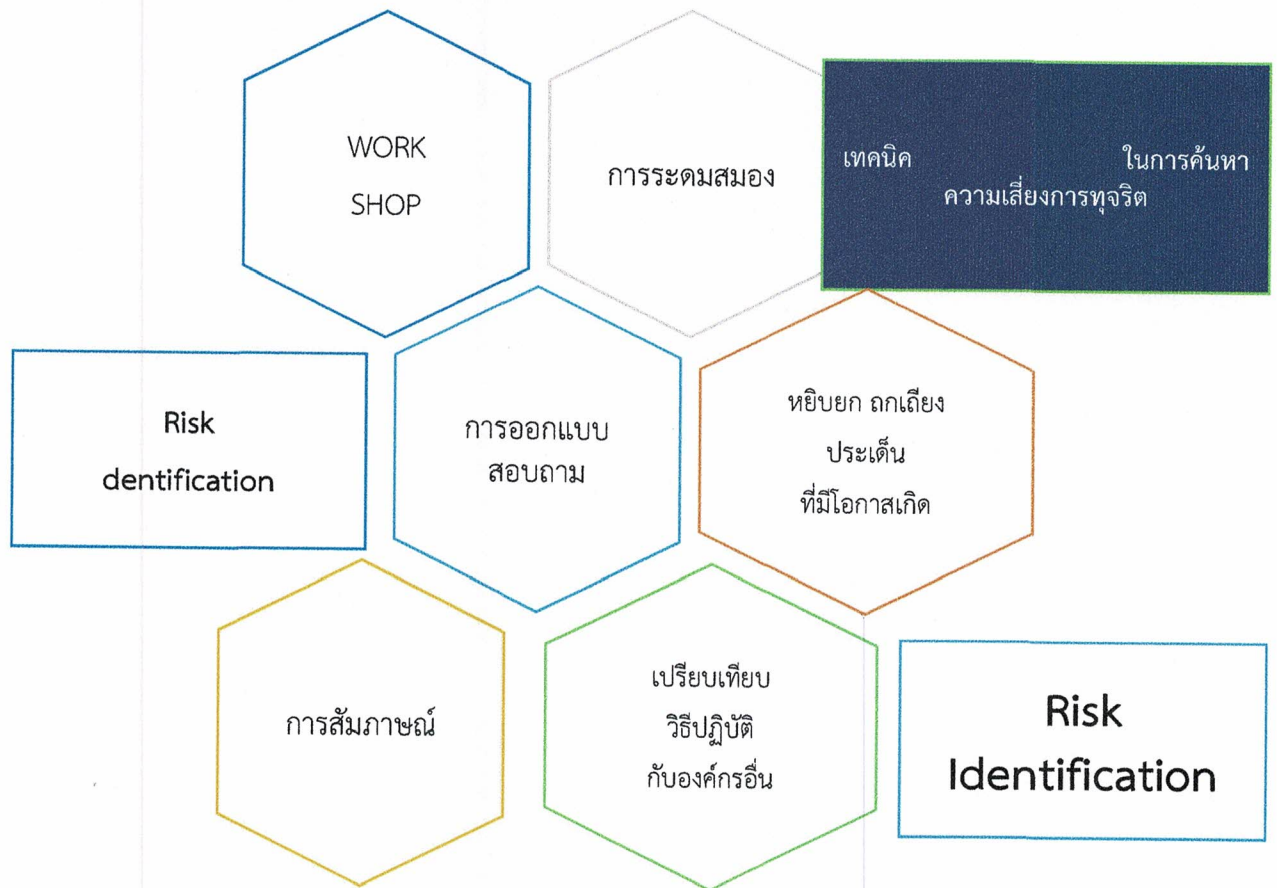 WORK
SHOP
การระดมสมอง
เทคนิค ในการค้นหา
ความเสี่ยงการทุจริต
Risk
dentification
การออกแบบ
สอบถาม
หยิบยก ถกเถียง
ประเด็น
ที่มีโอกาสเกิด
การสัมภาษณ์
เปรียบเทียบ
วิธีปฏิบัติ
กับองค์กรอื่น
Risk
Identification